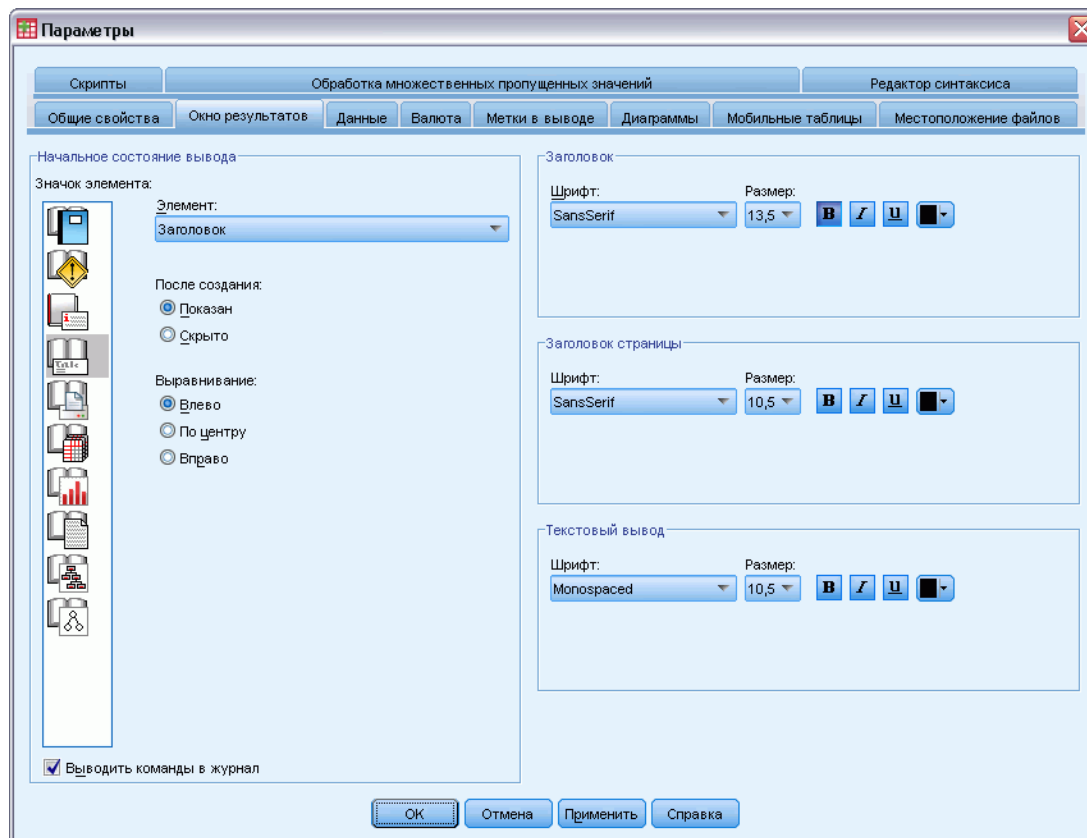 Параметры
Скрипты
Обработка множественных пропущенных значений
Редактор синтаксиса
Общие свойства
Окно результатов
Данные
Валюта
Метки в выводе
Диаграммы
Мобильные таблицы
Местоположение файлов
Начальное состояние вывода
Значок элемента:
Элемент:
Заголовок
После создания:
Показан
Скрыто
Выравнивание:
Влево
По центру
Вправо
Title
Выводить команды в журнал
Заголовок
Шрифт:
Размер:
SansSerif
13,5
B
I
U
Заголовок страницы
Шрифт:
Размер:
SansSerif
10,5
B
I
U
Текстовый вывод
Шрифт:
Размер:
Monospaced
10,5
B
I
U
OK
Отмена
Применить
Справка